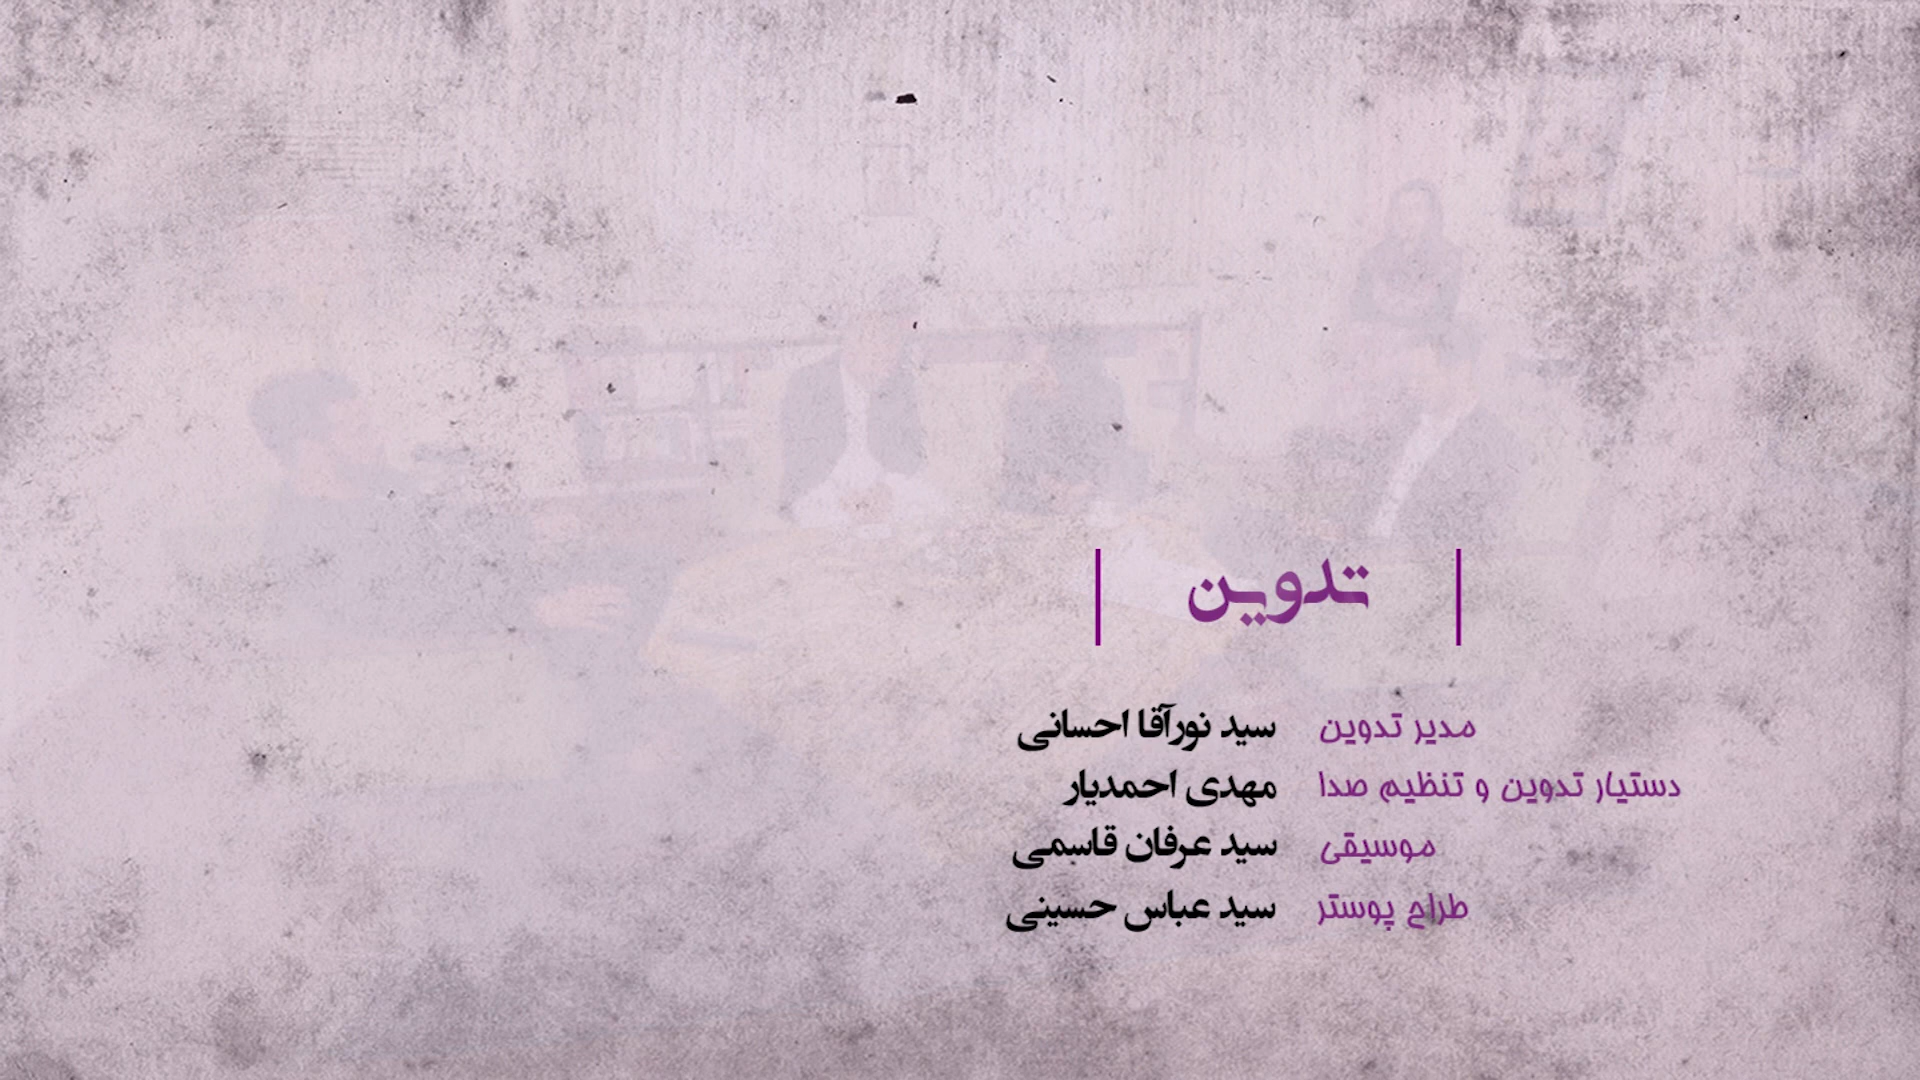 تدوین
مدیر تدوین سید نورآقا احسانی
دستیار تدوین و تنظیم صدا مهدی احمدیار
موسیقی سید عرفان قاسمی
طراح پوستر سید عباس حسینی